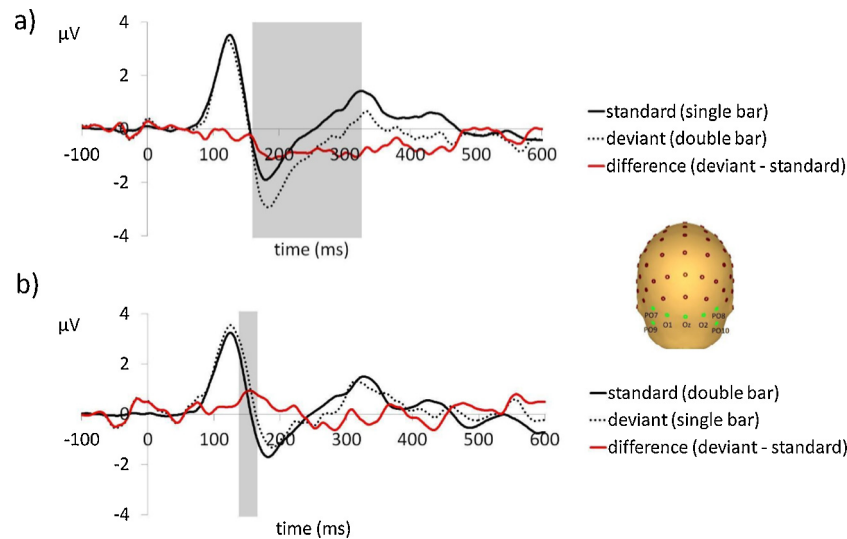 a)
μV
4
2
0
-2
-4
-100 0 100 200 300 400 500 600
time (ms)
standard (single bar)
deviant (double bar)
difference (deviant - standard)
PO7 PO8
O1 Oz O2
PO9 PO10
b)
μV
4
2
0
-2
-4
-100 0 100 200 300 400 500 600
time (ms)
standard (double bar)
deviant (single bar)
difference (deviant - standard)